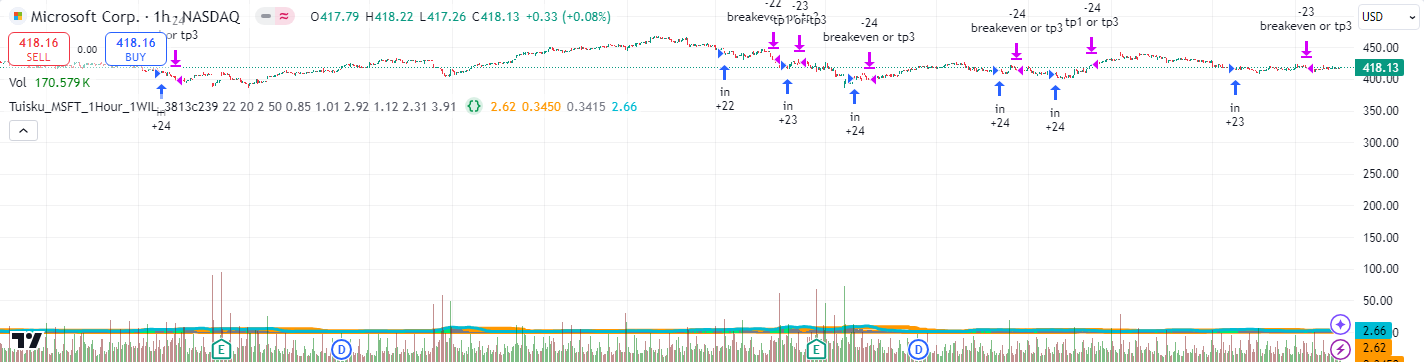 Microsoft Corp. · 1h · NASDAQ O417.79 H418.22 L417.26 C418.13 +0.33 (+0.08%)
418.16
SELL
0.00
418.16
BUY
Vol 170.579 K
Tuisku_MSFT_1Hour_1WIL_3813c239 22 20 2 50 0.85 1.01 2.92 1.12 2.31 3.91 {} 2.62 0.3450 0.3415 2.66
-24
or tp3
in
+24
-22
breakeven
in
+22
-23
tp1 or tp3
in
+23
-24
breakeven or tp3
in
+24
-24
breakeven or tp3
in
+24
-24
tp1 or tp3
in
+24
-23
breakeven or tp3
in
+23
USD
450.00
418.13
400.00
350.00
300.00
250.00
200.00
150.00
100.00
50.00
2.66
2.62
E
D
E
D